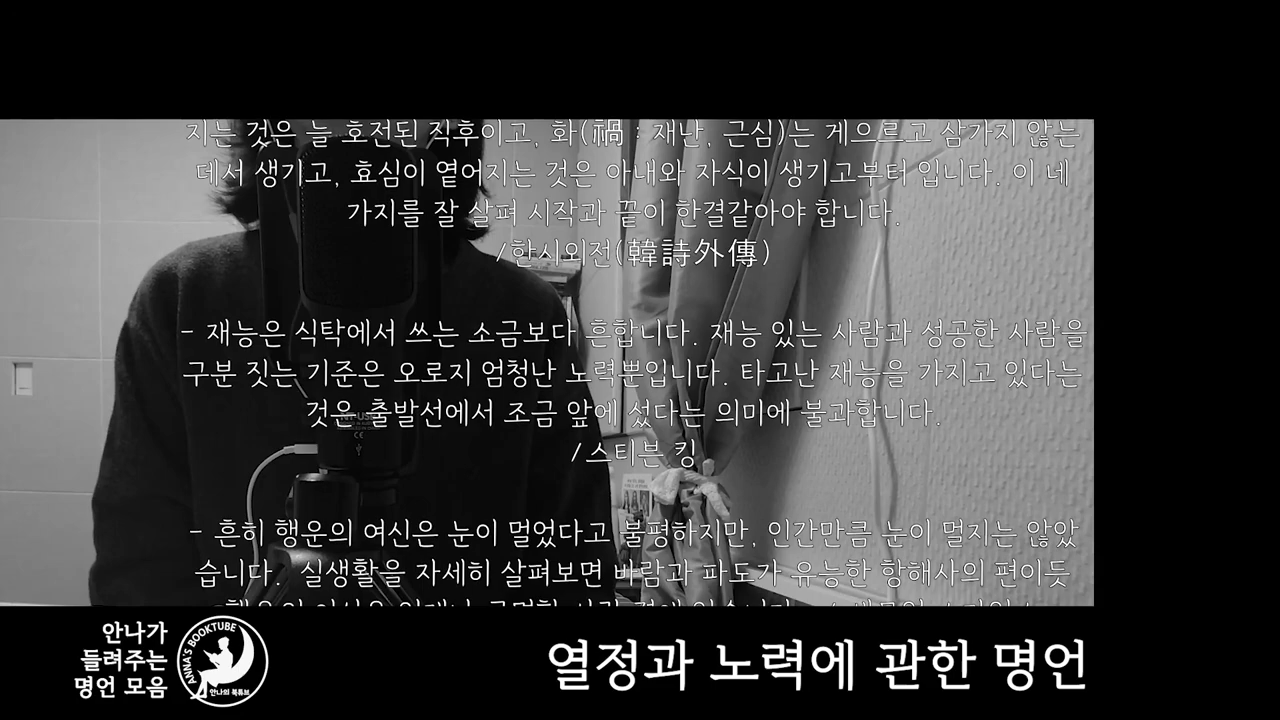 지는 것은 늘 호전된 직후이고, 화(禍 : 재난, 근심)는 게으르고 삼가지 않는
데서 생기고, 효심이 옅어지는 것은 아내와 자식이 생기고부터 입니다. 이 네
가지를 잘 살펴 시작과 끝이 한결같아야 합니다.
/한시외전(韓詩外傳)
- 재능은 식탁에서 쓰는 소금보다 흔합니다. 재능 있는 사람과 성공한 사람을
구분 짓는 기준은 오로지 엄청난 노력뿐입니다. 타고난 재능을 가지고 있다는
것은 출발선에서 조금 앞에 섰다는 의미에 불과합니다.
/스티븐 킹
- 흔히 행운의 여신은 눈이 멀었다고 불평하지만, 인간만큼 눈이 멀지는 않았
습니다. 실생활을 자세히 살펴보면 바람과 파도가 유능한 항해사의 편이듯
안나가
들려주는
명언 모음
ANNA'S BOOKTUBE
안나의 북튜브
열정과 노력에 관한 명언